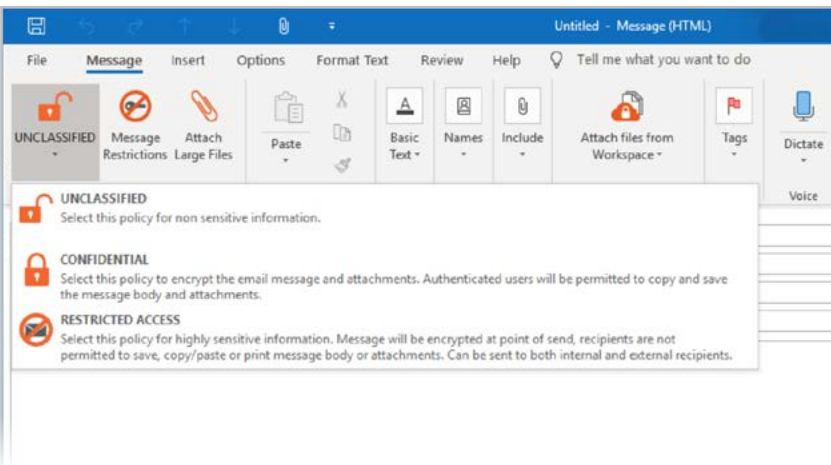 Untitled - Message (HTML)
File Message Insert Options Format Text Review Help Tell me what you want to do
UNCLASSIFIED
Message Restrictions
Attach Large Files
Paste
Basic Text
Names
Include
Attach files from Workspace
Tags
Dictate
Voice
UNCLASSIFIED
Select this policy for non sensitive information.
CONFIDENTIAL
Select this policy to encrypt the email message and attachments. Authenticated users will be permitted to copy and save
the message body and attachments.
RESTRICTED ACCESS
Select this policy for highly sensitive information. Message will be encrypted at point of send, recipients are not
permitted to save, copy/paste or print message body or attachments. Can be sent to both internal and external recipients.